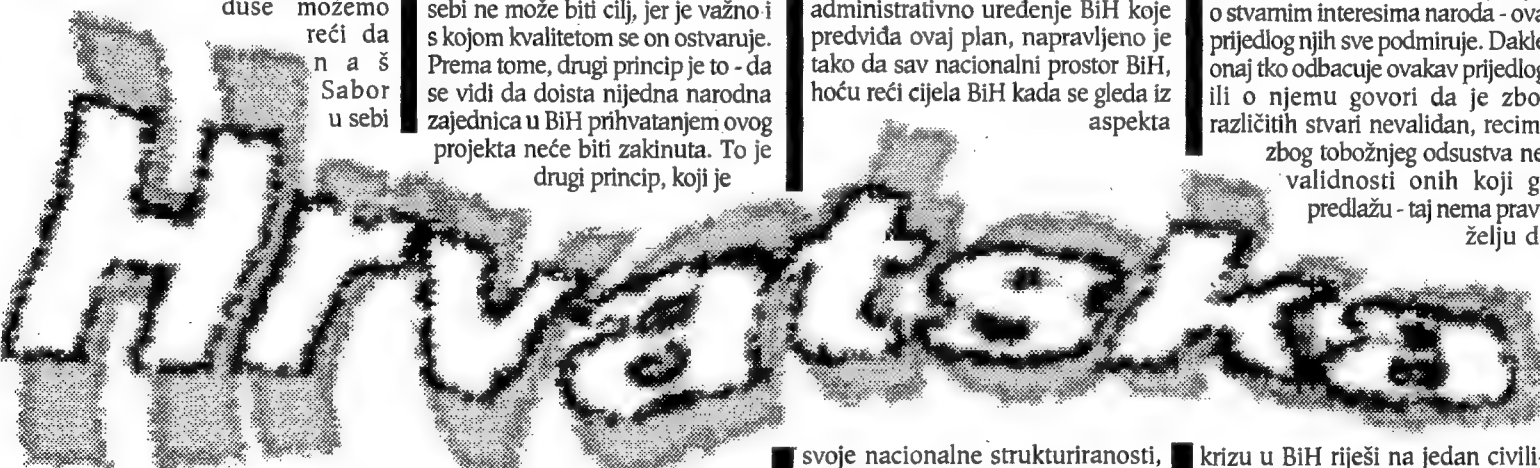 duše možemo
reći da
n a š
Sabor
u sebi
sebi ne može biti cilj, jer je važno i
s kojom kvalitetom se on ostvaruje.
Prema tome, drugi princip je to - da
se vidi da doista nijedna narodna
zajednica u BiH prihvatanjem ovog
projekta neće biti zakinuta. To je
drugi princip, koji je
administrativno uređenje BiH koje
predviđa ovaj plan, napravljeno je
tako da sav nacionalni prostor BiH,
hoću reći cijela BiH kada se gleda iz
aspekta
o stvarnim interesima naroda - ova
prijedlog njih sve podmiruje. Dakle
onaj tko odbacuje ovakav prijedlog
ili o njemu govori da je zbo
različitih stvari nevalidan, recim
zbog tobožnjeg odsustva ne
validnosti onih koji g
predlažu - taj nema prav
želju d
Hrvatska
svoje nacionalne strukturiranosti,
krizu u BiH riješi na jedan civili